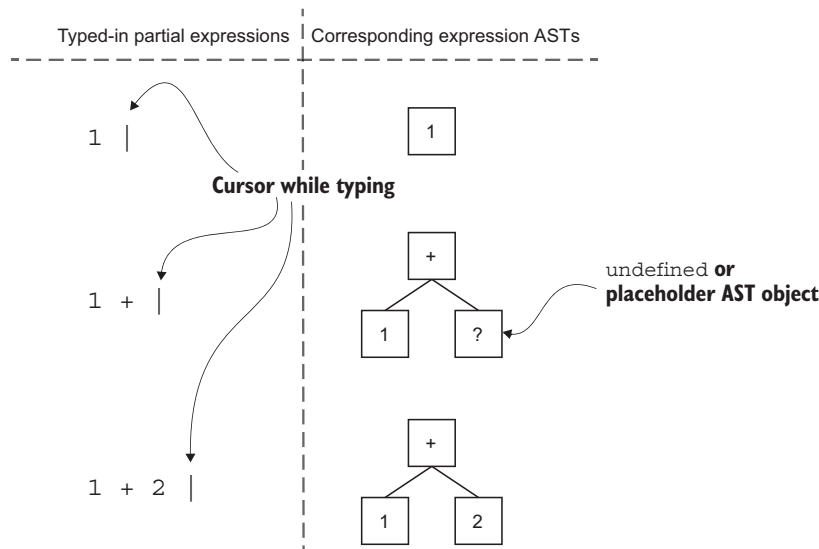 Typed-in partial expressions
Corresponding expression ASTs
1 |
1
Cursor while typing
1 + |
+
1
?
undefined or
placeholder AST object
1 + 2 |
+
1
2